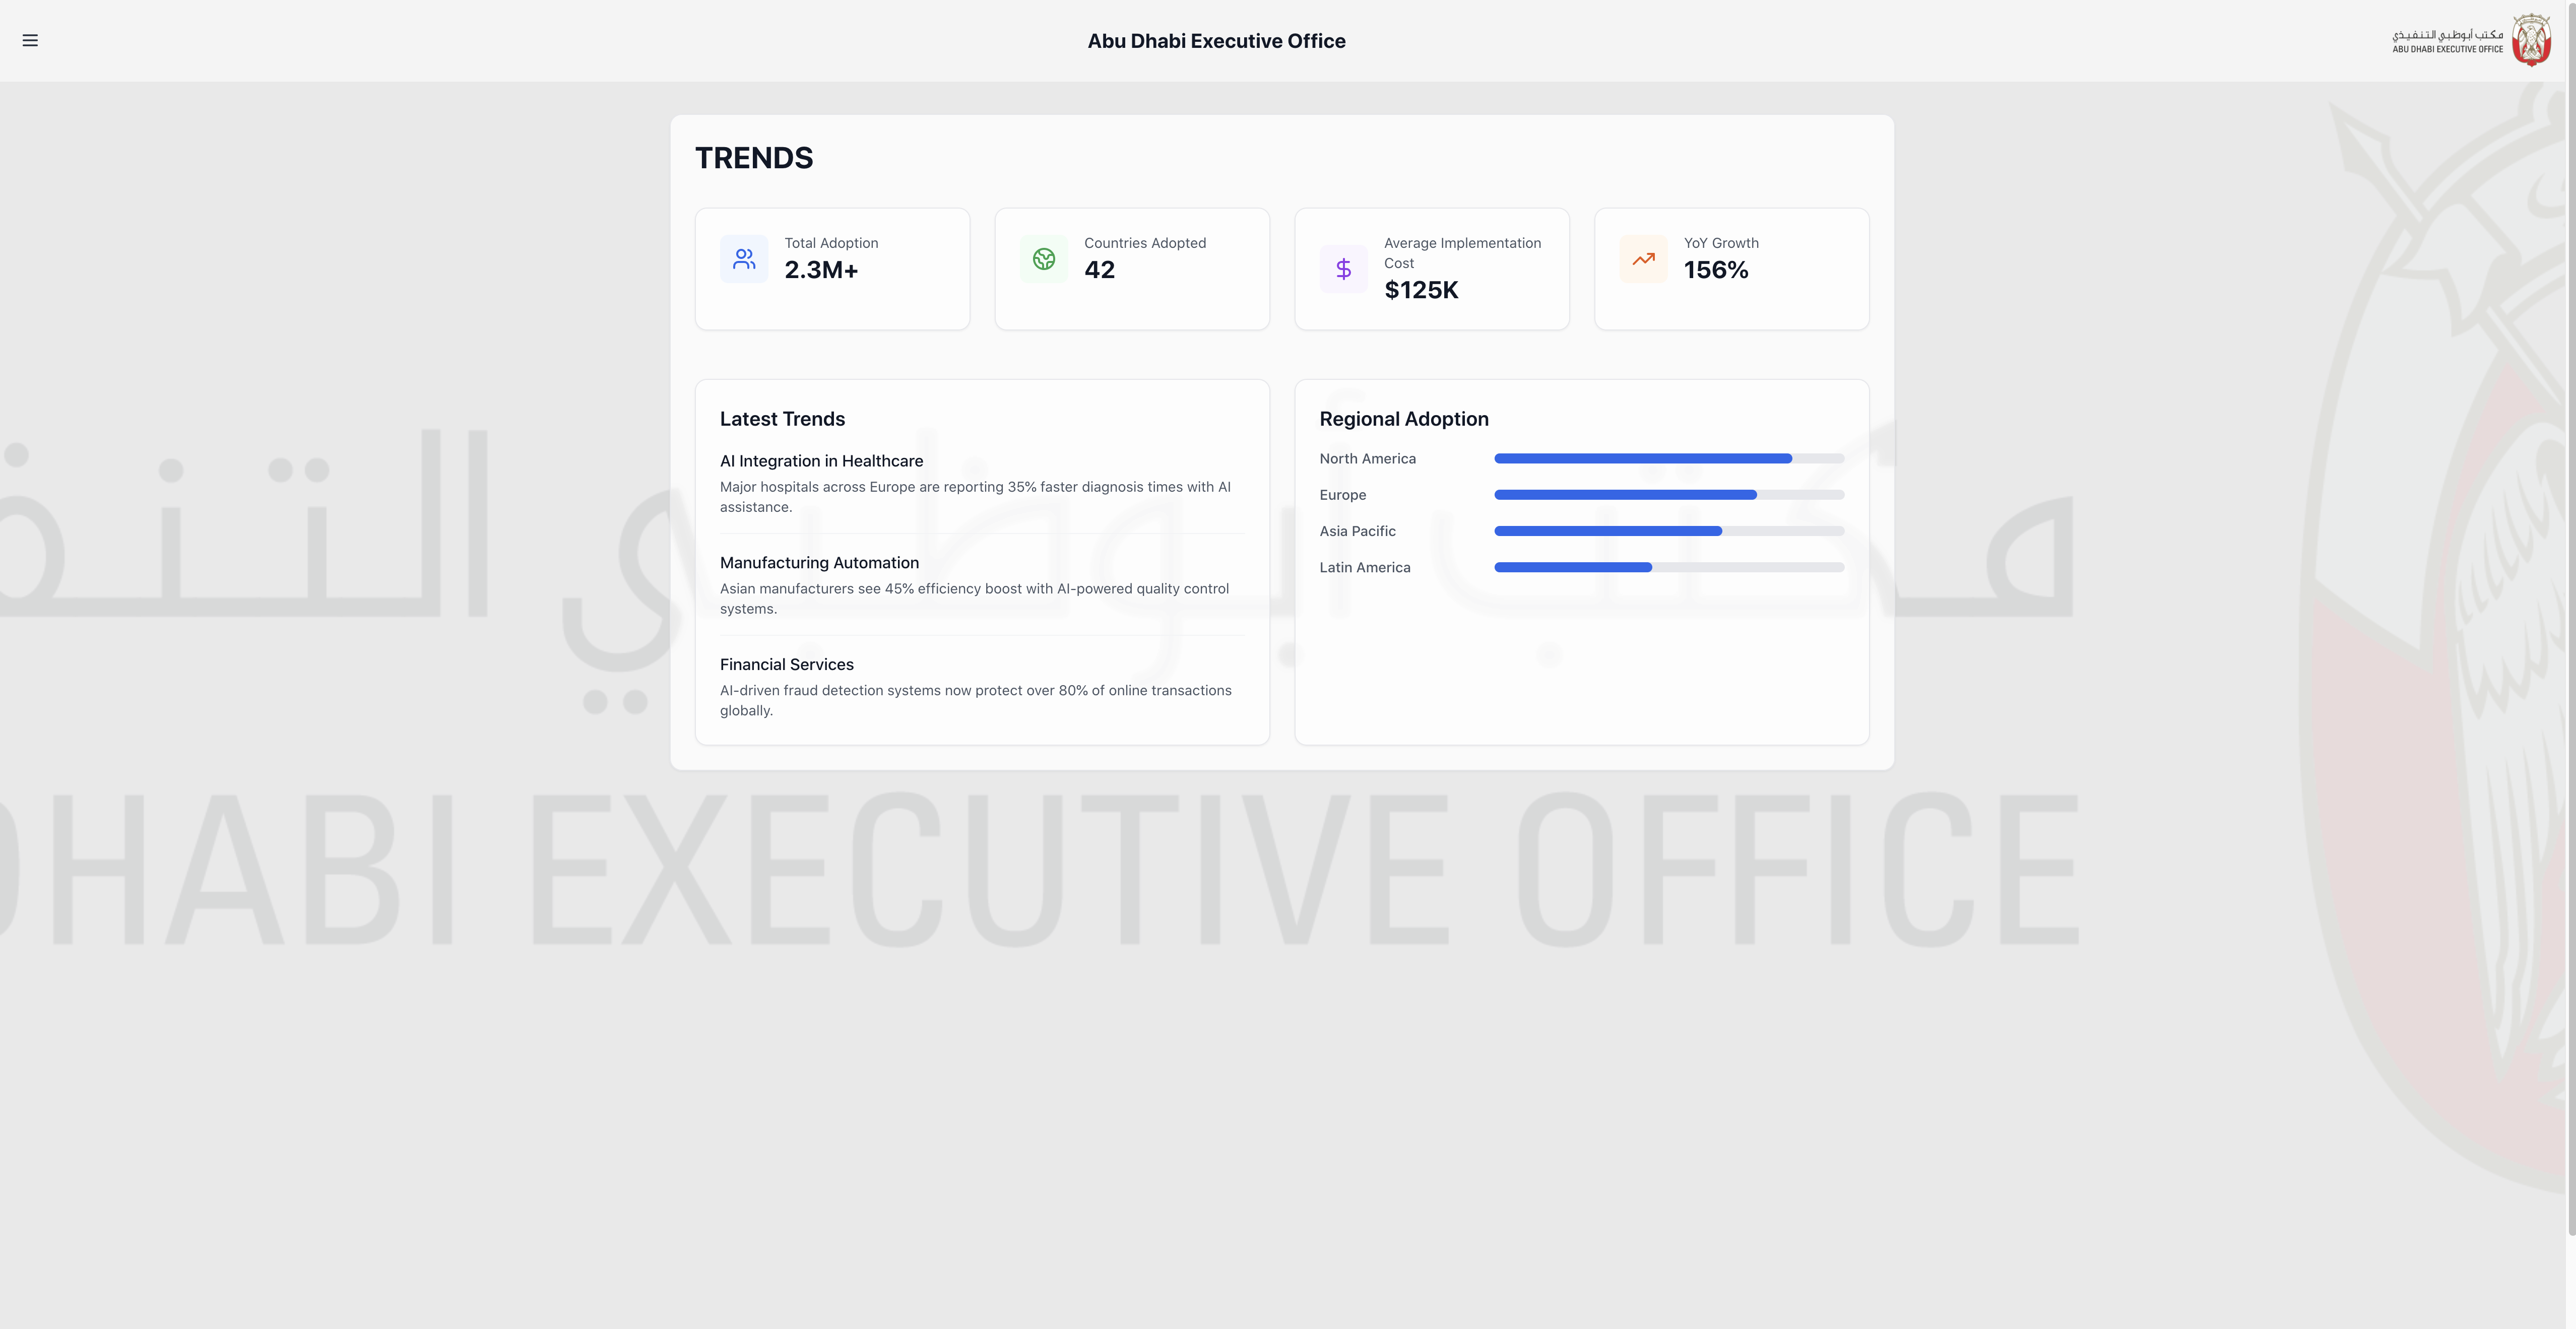 Abu Dhabi Executive Office
مكتب أبوظبي التنفيذي
ABU DHABI EXECUTIVE OFFICE
TRENDS
Total Adoption
2.3M+
Countries Adopted
42
Average Implementation
Cost
$125K
YoY Growth
156%
Latest Trends
AI Integration in Healthcare
Major hospitals across Europe are reporting 35% faster diagnosis times with AI
assistance.
Manufacturing Automation
Asian manufacturers see 45% efficiency boost with AI-powered quality control
systems.
Financial Services
AI-driven fraud detection systems now protect over 80% of online transactions
globally.
Regional Adoption
North America
Europe
Asia Pacific
Latin America
مكتب أبوظبي التنف
DHABI EXECUTIVE OFFICE